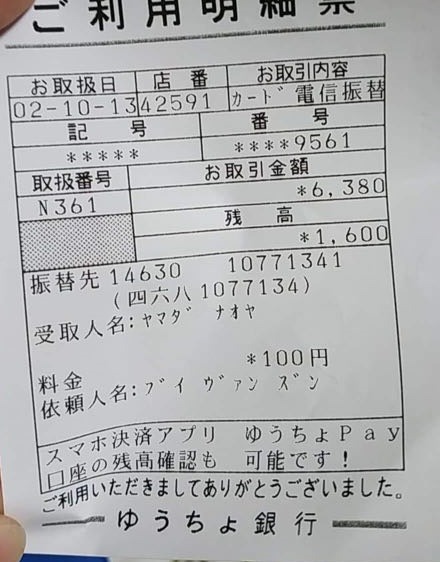 ご利用明細票
お取扱日 店番 お取引内容
02-10-13 42591 カード 電信振替
記号 番号
***** ****9561
取扱番号 お取引金額
N361 *6,380
残高
*1,600
振替先 14630 10771341
(四六八 1077134)
受取人名:ヤマダ ナオヤ
*100円
料金
依頼人名:ブイ ヴァン ズン
スマホ決済アプリ ゆうちょPay
口座の残高確認も 可能です!
ご利用いただきましてありがとうございました。
ゆうちょ銀行